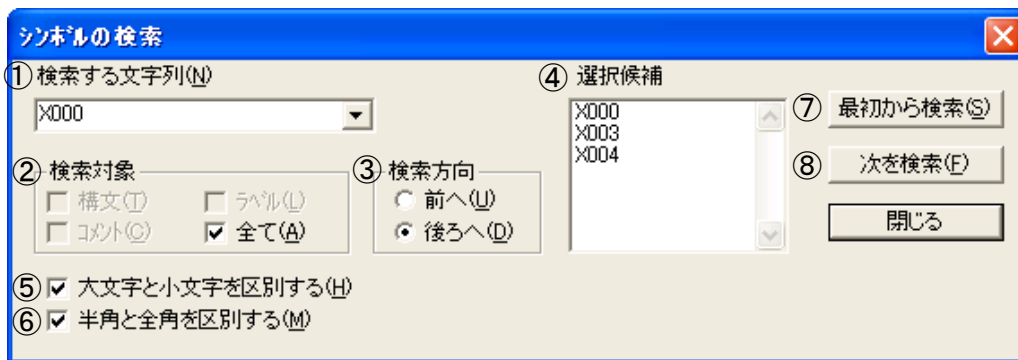 シンボルの検索
①検索する文字列(N)
X000
②検索対象
構文(T)
ラベル(L)
コメント(C)
全て(A)
③検索方向
前へ(U)
後ろへ(D)
④選択候補
X000
X003
X004
⑤大文字と小文字を区別する(H)
⑥半角と全角を区別する(M)
⑦最初から検索(S)
⑧次を検索(F)
閉じる